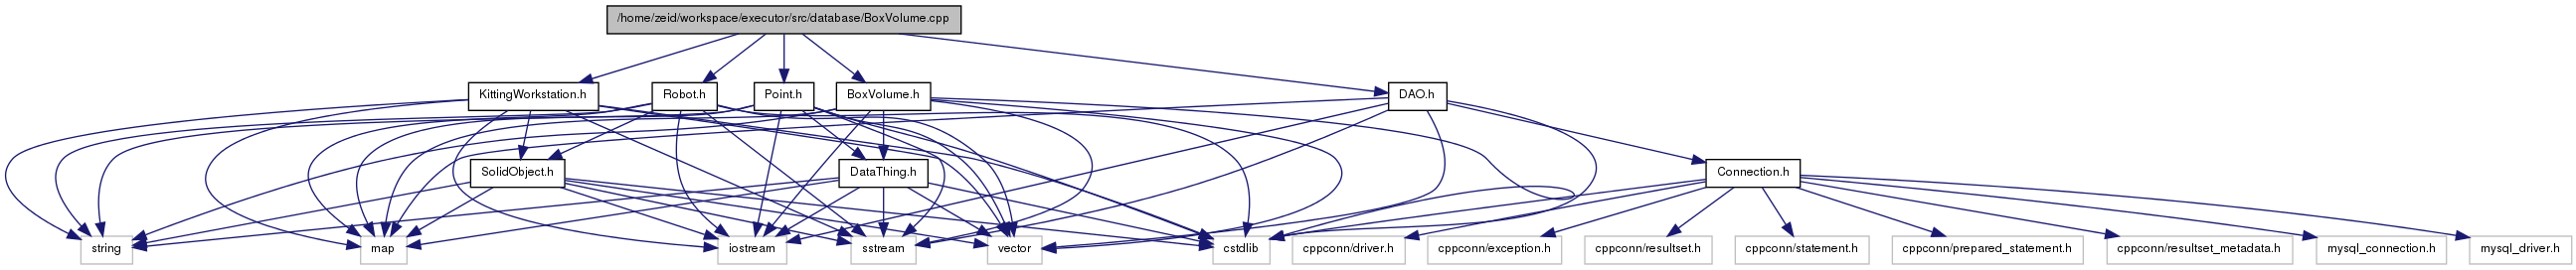 /home/zeid/workspace/executor/src/database/BoxVolume.cpp
KittingWorkstation.h
Robot.h
Point.h
BoxVolume.h
DAO.h
SolidObject.h
DataThing.h
Connection.h
string
map
iostream
sstream
vector
cstdlib
cppconn/driver.h
cppconn/exception.h
cppconn/resultset.h
cppconn/statement.h
cppconn/prepared_statement.h
cppconn/resultset_metadata.h
mysql_connection.h
mysql_driver.h